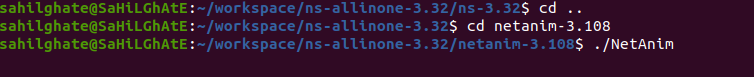 sahilghate@SaHiLGhAtE:~/workspace/ns-allinone-3.32/ns-3.32$ cd ..
sahilghate@SaHiLGhAtE:~/workspace/ns-allinone-3.32$ cd netanim-3.108
sahilghate@SaHiLGhAtE:~/workspace/ns-allinone-3.32/netanim-3.108$ ./NetAnim